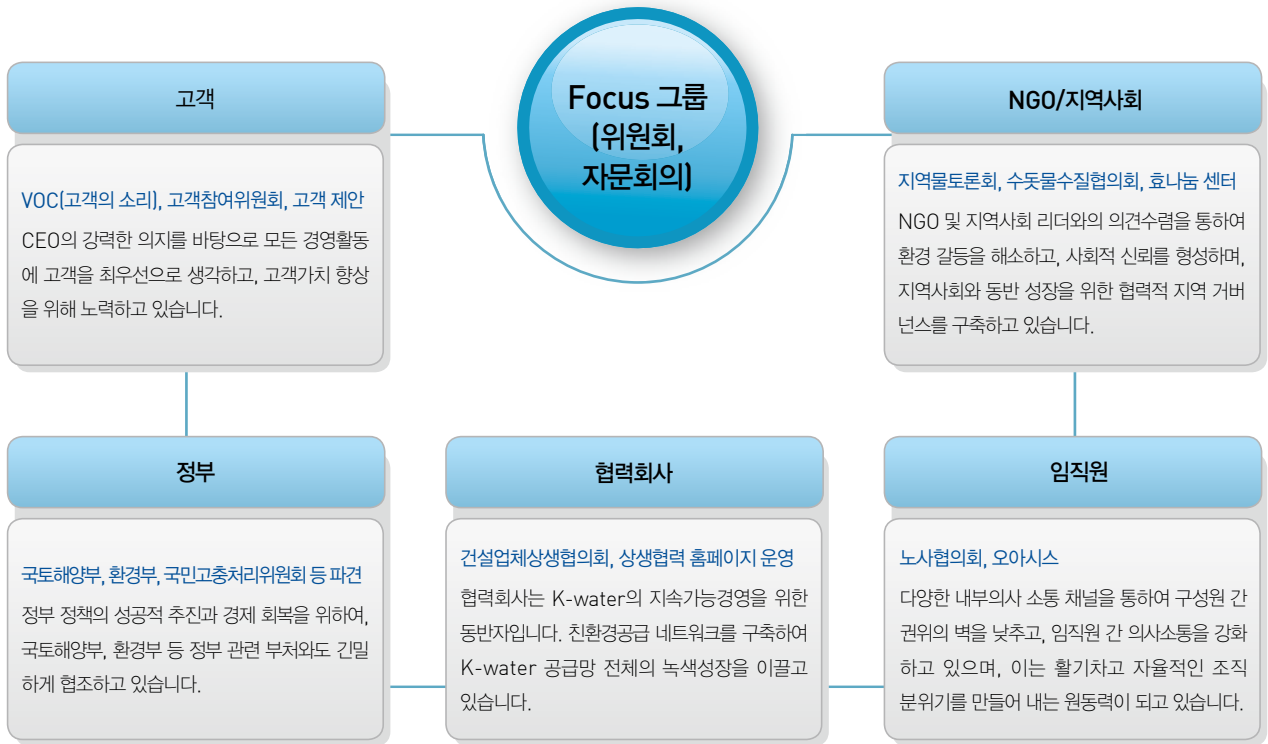 Focus 그룹
(위원회,
자문회의)
고객
VOC(고객의 소리), 고객참여위원회, 고객 제안
CEO의 강력한 의지를 바탕으로 모든 경영활동
에 고객을 최우선으로 생각하고, 고객가치 향상
을 위해 노력하고 있습니다.
NGO/지역사회
지역물토론회, 수돗물수질협의회, 효나눔 센터
NGO 및 지역사회 리더와의 의견수렴을 통하여
환경 갈등을 해소하고, 사회적 신뢰를 형성하며,
지역사회와 동반 성장을 위한 협력적 지역 거버
넌스를 구축하고 있습니다.
정부
국토해양부, 환경부, 국민고충처리위원회 등 파견
정부 정책의 성공적 추진과 경제 회복을 위하여,
국토해양부, 환경부 등 정부 관련 부처와도 긴밀
하게 협조하고 있습니다.
협력회사
건설업체상생협의회, 상생협력 홈페이지 운영
협력회사는 K-water의 지속가능경영을 위한
동반자입니다. 친환경공급 네트워크를 구축하여
K-water 공급망 전체의 녹색성장을 이끌고
있습니다.
임직원
노사협의회, 오아시스
다양한 내부의사 소통 채널을 통하여 구성원 간
권위의 벽을 낮추고, 임직원 간 의사소통을 강화
하고 있으며, 이는 활기차고 자율적인 조직
분위기를 만들어 내는 원동력이 되고 있습니다.